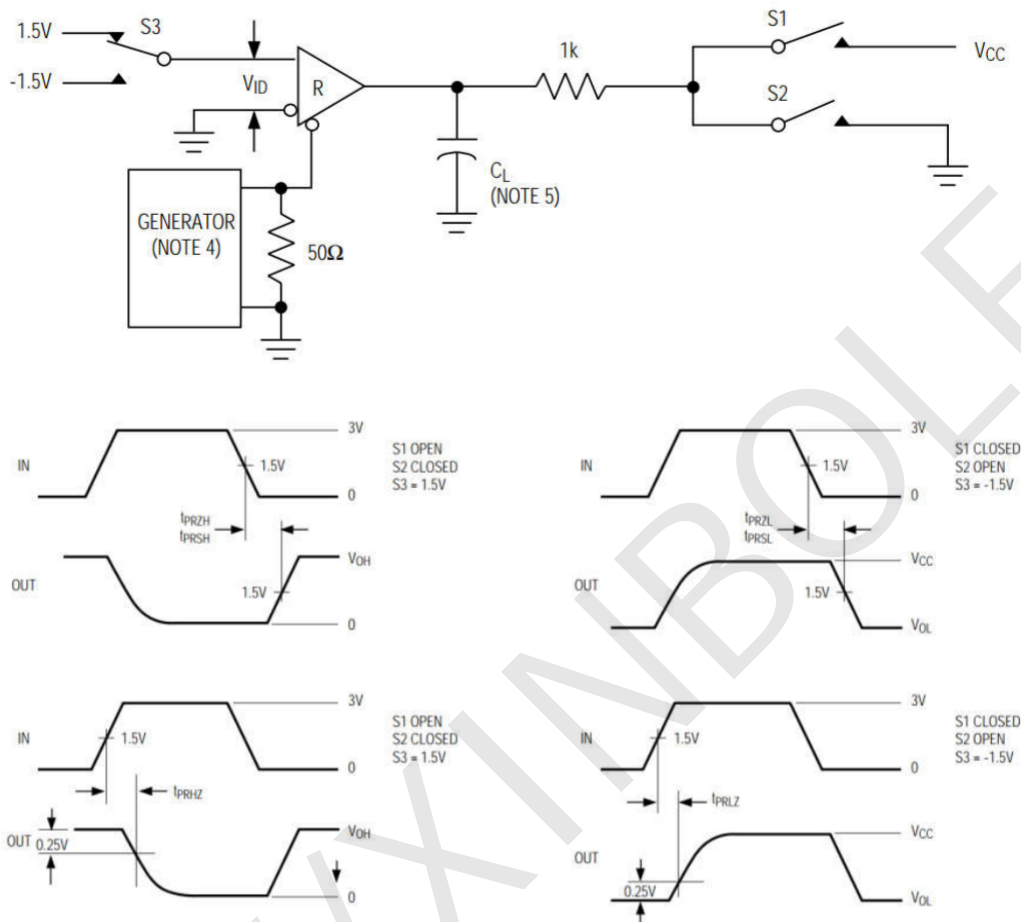 1.5V
S3
-1.5V
VID
R
1k
S1
VCC
S2
CL
(NOTE 5)
GENERATOR
(NOTE 4)
50Ω
IN
3V
1.5V
0
S1 OPEN
S2 CLOSED
S3 = 1.5V
tPRZH
tPRSH
OUT
VOH
1.5V
0
IN
3V
1.5V
0
S1 CLOSED
S2 OPEN
S3 = -1.5V
tPRZL
tPRSL
OUT
VCC
1.5V
VOL
IN
3V
1.5V
0
S1 OPEN
S2 CLOSED
S3 = 1.5V
tPRHZ
OUT
0.25V
VOH
0
IN
3V
1.5V
0
S1 CLOSED
S2 OPEN
S3 = -1.5V
tPRLZ
OUT
0.25V
VCC
VOL
XINBOLE